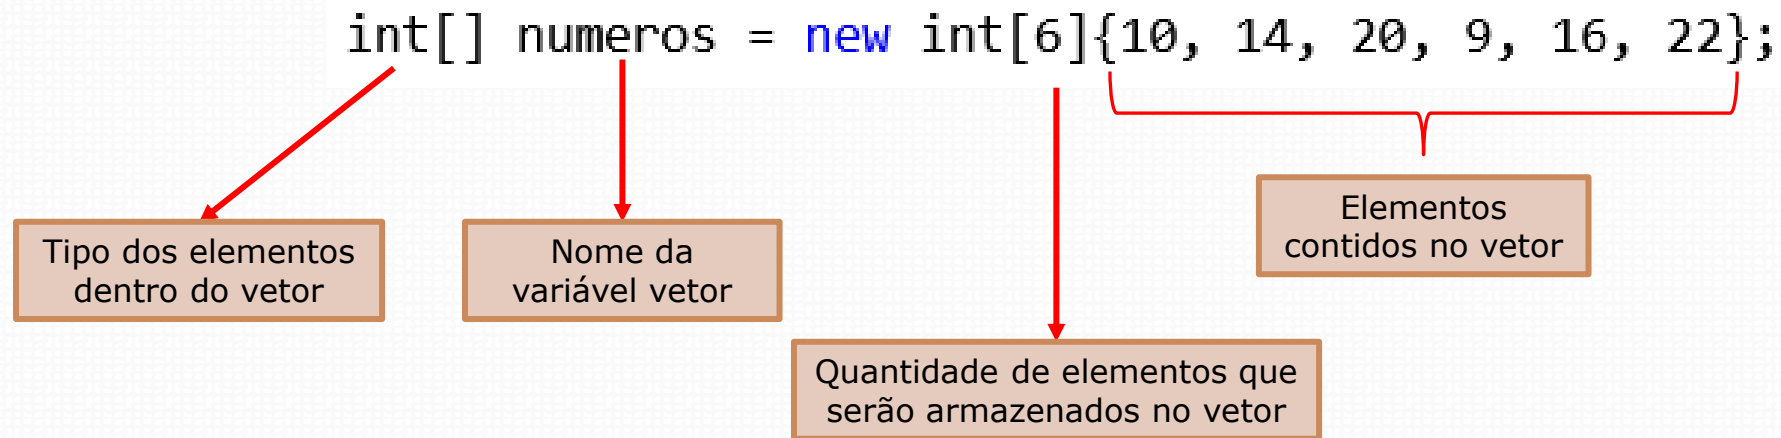 int[] numeros = new int[6]{10, 14, 20, 9, 16, 22};
Tipo dos elementos
dentro do vetor
Nome da
variável vetor
Quantidade de elementos que
serão armazenados no vetor
Elementos
contidos no vetor